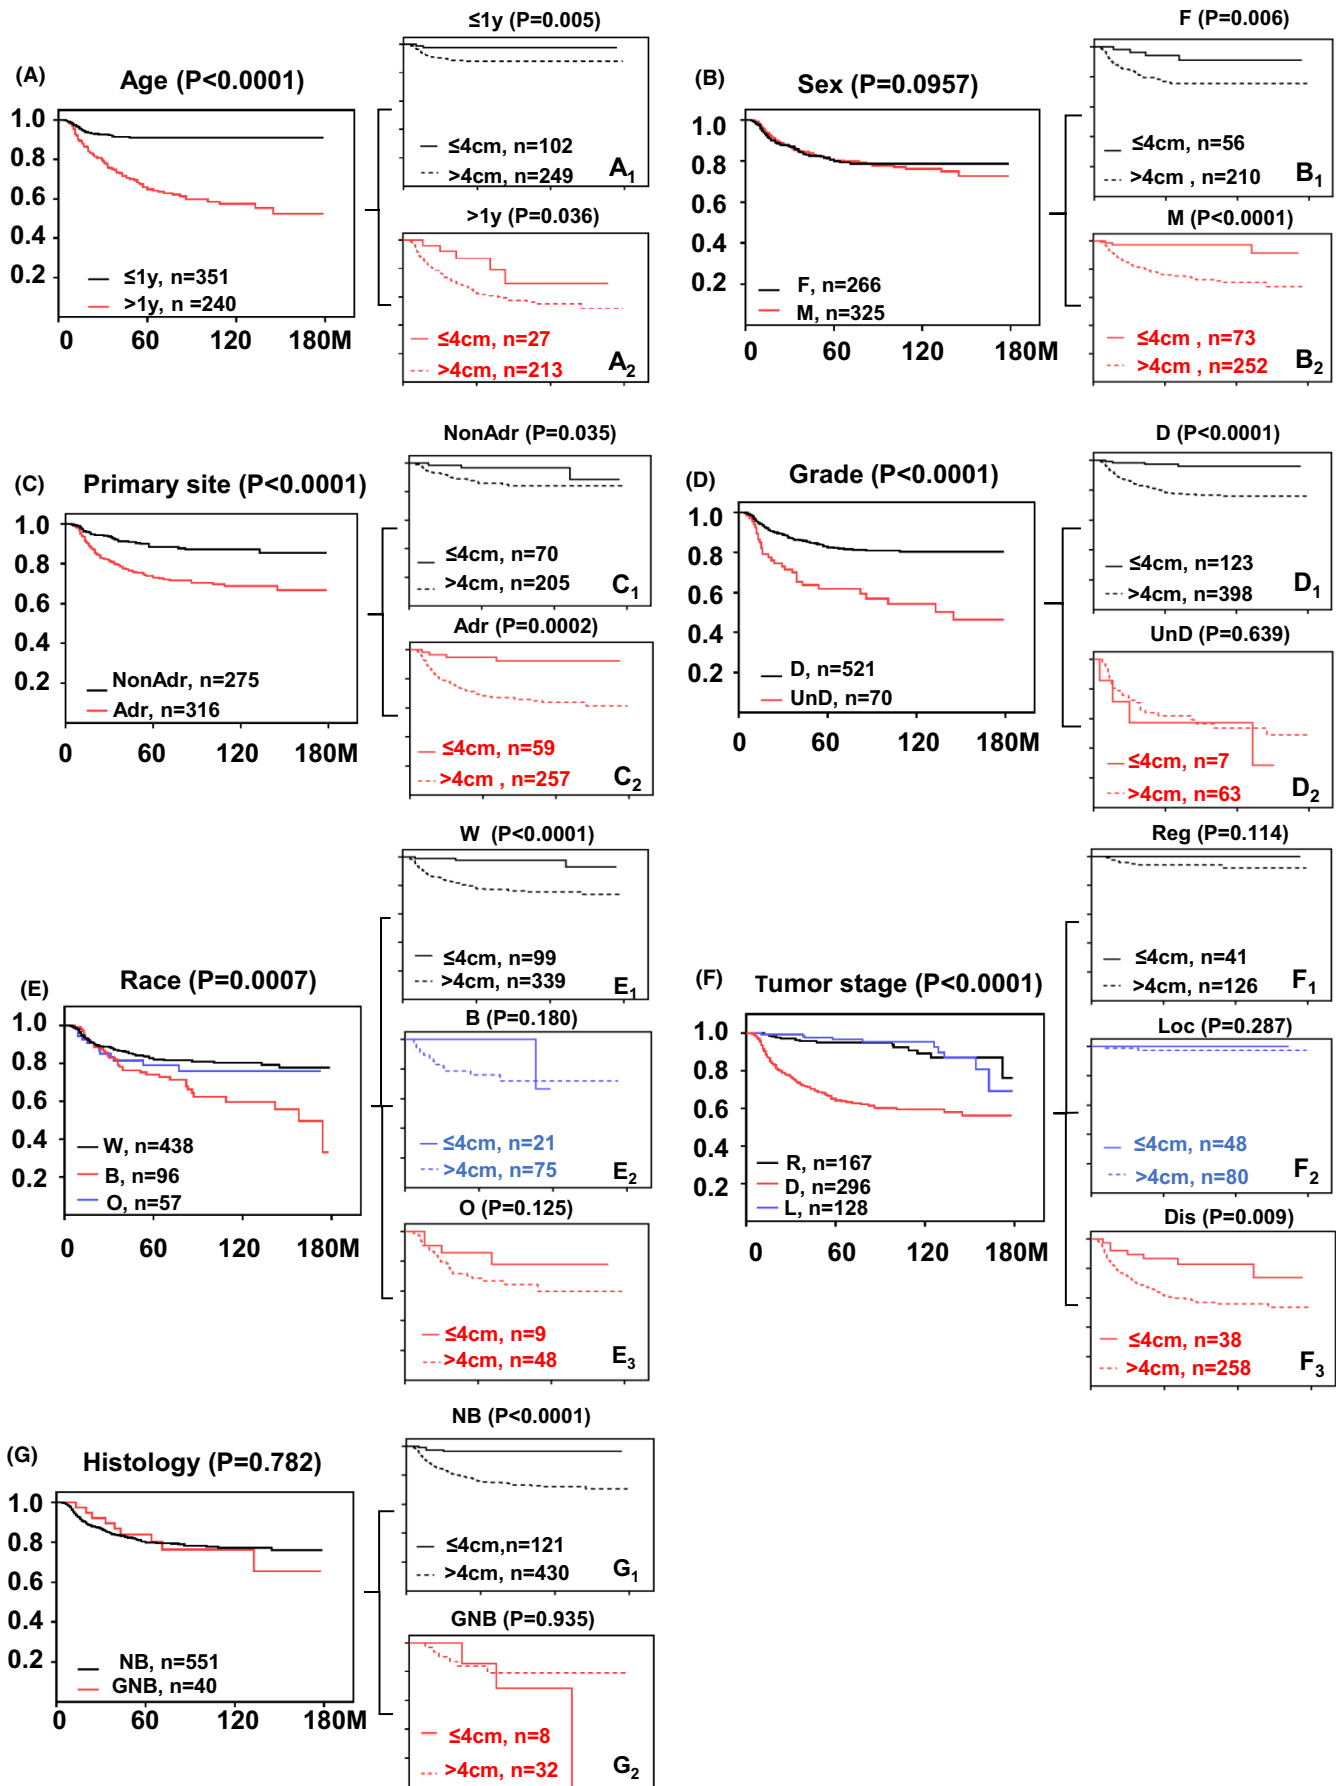 (A)
Age (P<0.0001)
1.0
0.8
0.6
0.4
0.2
≤1y, n=351
>1y, n =240
0 60 120 180M
≤1y (P=0.005)
≤4cm, n=102
>4cm, n=249
A1
>1y (P=0.036)
≤4cm, n=27
>4cm, n=213
A2
(B)
Sex (P=0.0957)
1.0
0.8
0.6
0.4
0.2
F, n=266
M, n=325
0 60 120 180M
F (P=0.006)
≤4cm, n=56
>4cm , n=210
B1
M (P<0.0001)
≤4cm , n=73
>4cm , n=252
B2
(C)
Primary site (P<0.0001)
1.0
0.8
0.6
0.4
0.2
NonAdr, n=275
Adr, n=316
0 60 120 180M
NonAdr (P=0.035)
≤4cm, n=70
>4cm, n=205
C1
Adr (P=0.0002)
≤4cm, n=59
>4cm , n=257
C2
(D)
Grade (P<0.0001)
1.0
0.8
0.6
0.4
0.2
D, n=521
UnD, n=70
0 60 120 180M
D (P<0.0001)
≤4cm, n=123
>4cm, n=398
D1
UnD (P=0.639)
≤4cm, n=7
>4cm, n=63
D2
(E)
Race (P=0.0007)
1.0
0.8
0.6
0.4
0.2
W, n=438
B, n=96
O, n=57
0 60 120 180M
W (P<0.0001)
≤4cm, n=99
>4cm, n=339
E1
B (P=0.180)
≤4cm, n=21
>4cm, n=75
E2
O (P=0.125)
≤4cm, n=9
>4cm, n=48
E3
(F)
Tumor stage (P<0.0001)
1.0
0.8
0.6
0.4
0.2
R, n=167
D, n=296
L, n=128
0 60 120 180M
Reg (P=0.114)
≤4cm, n=41
>4cm, n=126
F1
Loc (P=0.287)
≤4cm, n=48
>4cm, n=80
F2
Dis (P=0.009)
≤4cm, n=38
>4cm, n=258
F3
(G)
Histology (P=0.782)
1.0
0.8
0.6
0.4
0.2
NB, n=551
GNB, n=40
0 60 120 180M
NB (P<0.0001)
≤4cm,n=121
>4cm, n=430
G1
GNB (P=0.935)
≤4cm, n=8
>4cm, n=32
G2